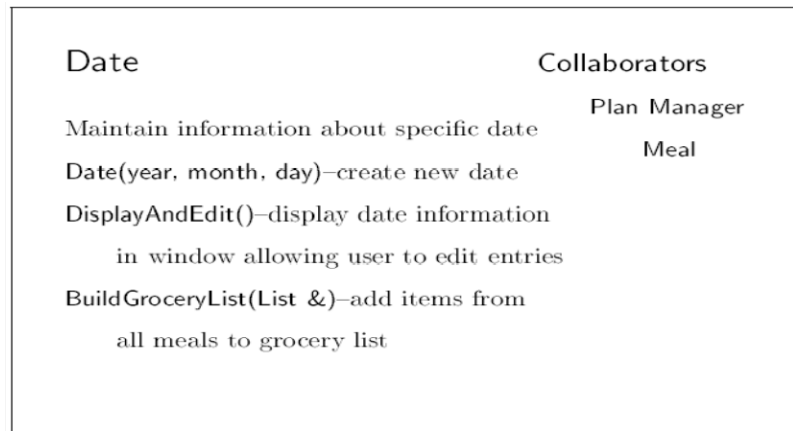 Date
Collaborators
Plan Manager
Meal
Maintain information about specific date
Date(year, month, day)–create new date
DisplayAndEdit()–display date information
in window allowing user to edit entries
BuildGroceryList(List &)–add items from
all meals to grocery list